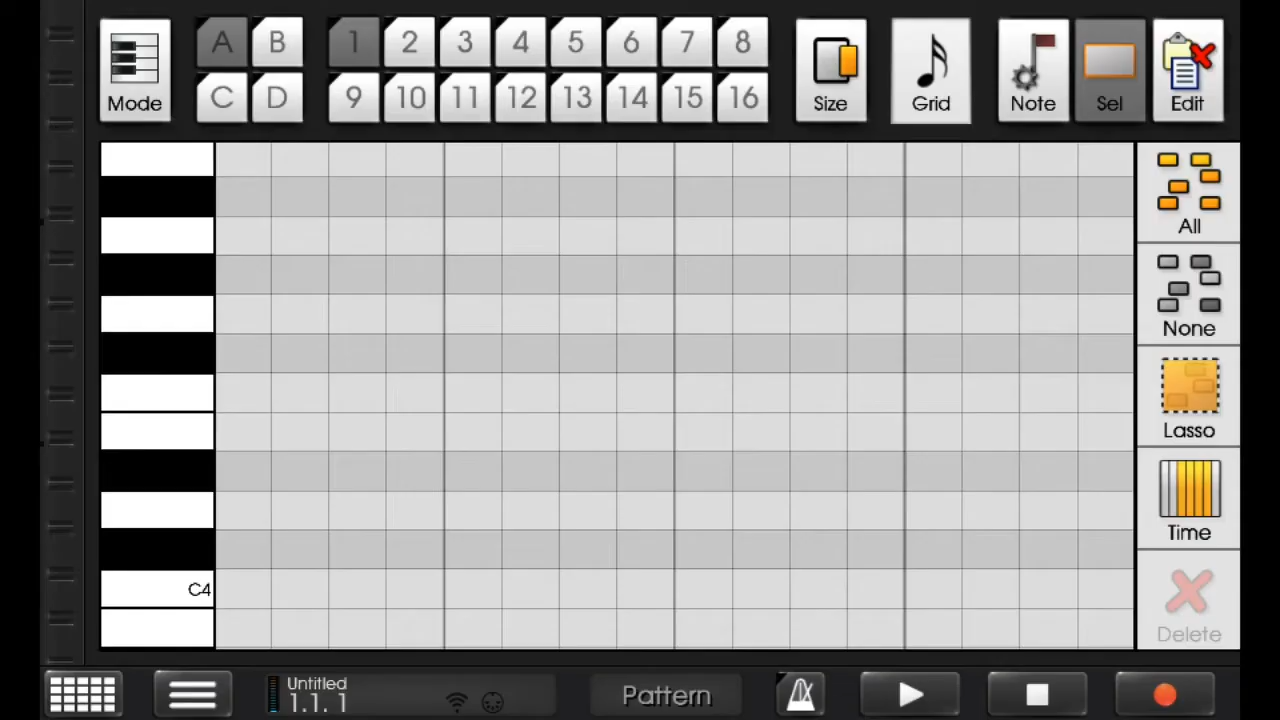 Mode
A B
C D
1 2 3 4 5 6 7 8
9 10 11 12 13 14 15 16
Size
Grid
Note
Sel
Edit
All
None
Lasso
Time
Delete
C4
Untitled
1.1. 1
Pattern